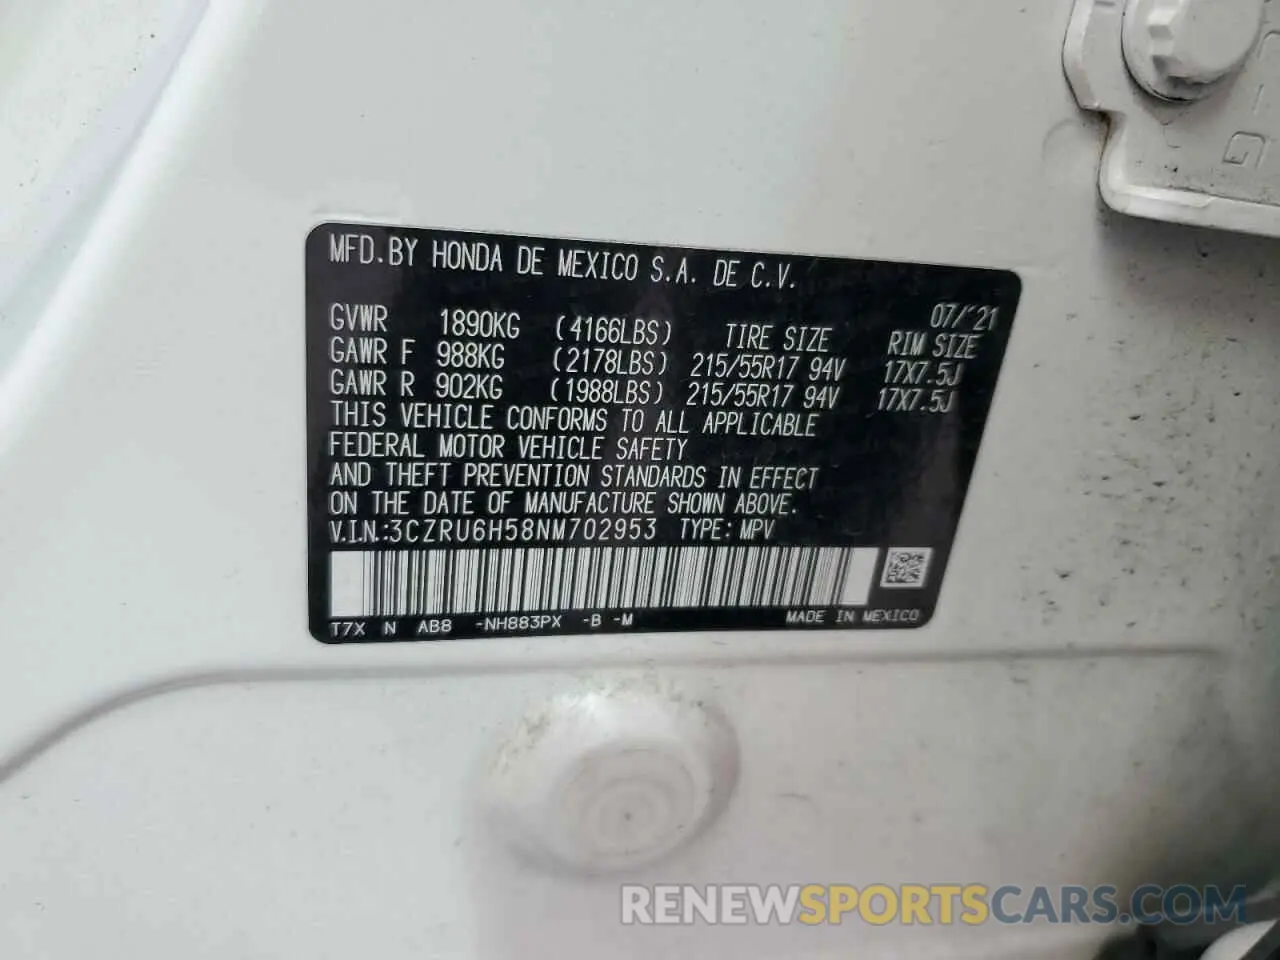 MFD.BY HONDA DE MEXICO S.A. DE C.V.
07/'21
GVWR 1890KG (4166LBS) TIRE SIZE RIM SIZE
GAWR F 988KG (2178LBS) 215/55R17 94V 17X7.5J
GAWR R 902KG (1988LBS) 215/55R17 94V 17X7.5J
THIS VEHICLE CONFORMS TO ALL APPLICABLE
FEDERAL MOTOR VEHICLE SAFETY
AND THEFT PREVENTION STANDARDS IN EFFECT
ON THE DATE OF MANUFACTURE SHOWN ABOVE.
V.I.N.:3CZRU6H58NM702953 TYPE: MPV
T7X N AB8 -NH883PX -B -M MADE IN MEXICO
RENEWSPORTSCARS.COM